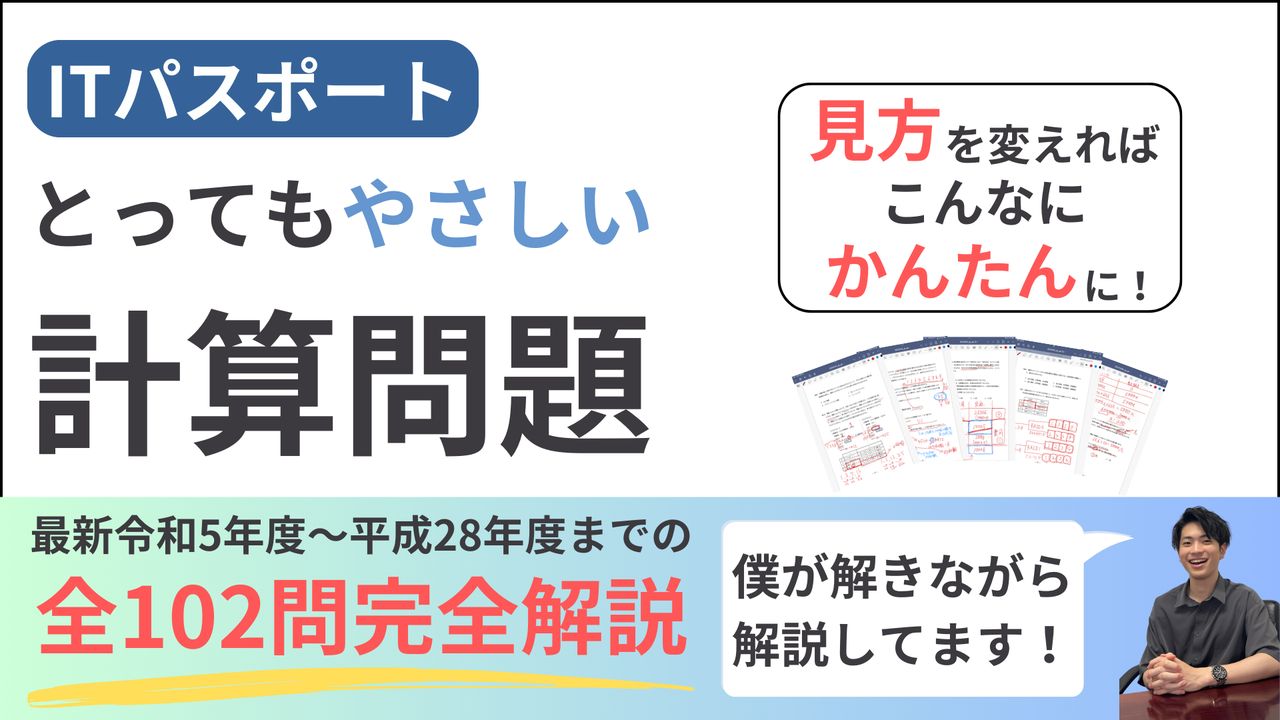 ITパスポート
とってもやさしい
計算問題
見方を変えれば
こんなに
かんたんに！
最新令和5年度〜平成28年度までの
全102問完全解説
僕が解きながら
解説してます！